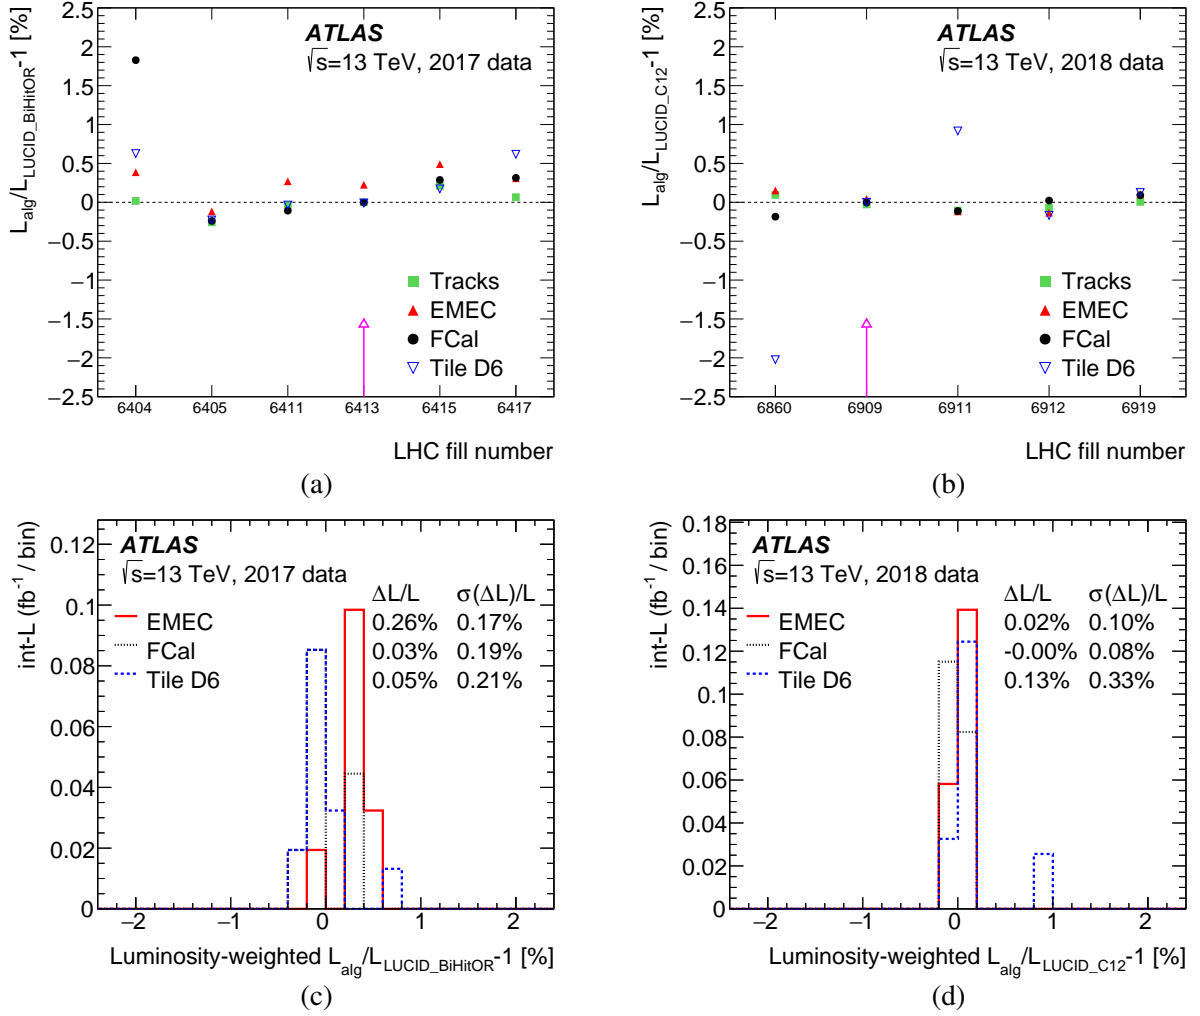 L_alg/L_LUCID_BiHitOR-1 [%]
ATLAS
√s=13 TeV, 2017 data
2
1.5
1
0.5
0
−0.5
−1
−1.5
−2
−2.5
Tracks
EMEC
FCal
Tile D6
6404 6405 6411 6413 6415 6417
LHC fill number
(a)
L_alg/L_LUCID_C12-1 [%]
ATLAS
√s=13 TeV, 2018 data
2
1.5
1
0.5
0
−0.5
−1
−1.5
−2
−2.5
Tracks
EMEC
FCal
Tile D6
6860 6909 6911 6912 6919
LHC fill number
(b)
int-L (fb⁻¹ / bin)
ATLAS
√s=13 TeV, 2017 data
ΔL/L σ(ΔL)/L
EMEC 0.26% 0.17%
FCal 0.03% 0.19%
Tile D6 0.05% 0.21%
0.12
0.1
0.08
0.06
0.04
0.02
0
−2 −1 0 1 2
Luminosity-weighted L_alg/L_LUCID_BiHitOR-1 [%]
(c)
int-L (fb⁻¹ / bin)
ATLAS
√s=13 TeV, 2018 data
ΔL/L σ(ΔL)/L
EMEC 0.02% 0.10%
FCal -0.00% 0.08%
Tile D6 0.13% 0.33%
0.18
0.16
0.14
0.12
0.1
0.08
0.06
0.04
0.02
0
−2 −1 0 1 2
Luminosity-weighted L_alg/L_LUCID_C12-1 [%]
(d)